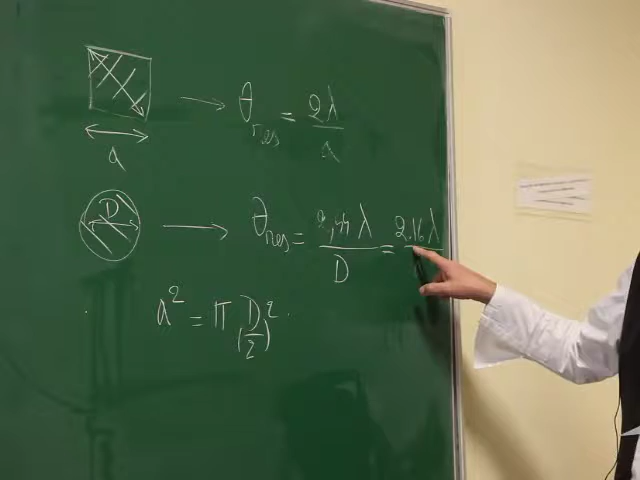 a → θres = 2λ/a
D → θres = 2,44 λ/D = 2.16 λ
a² = π (D/2)²